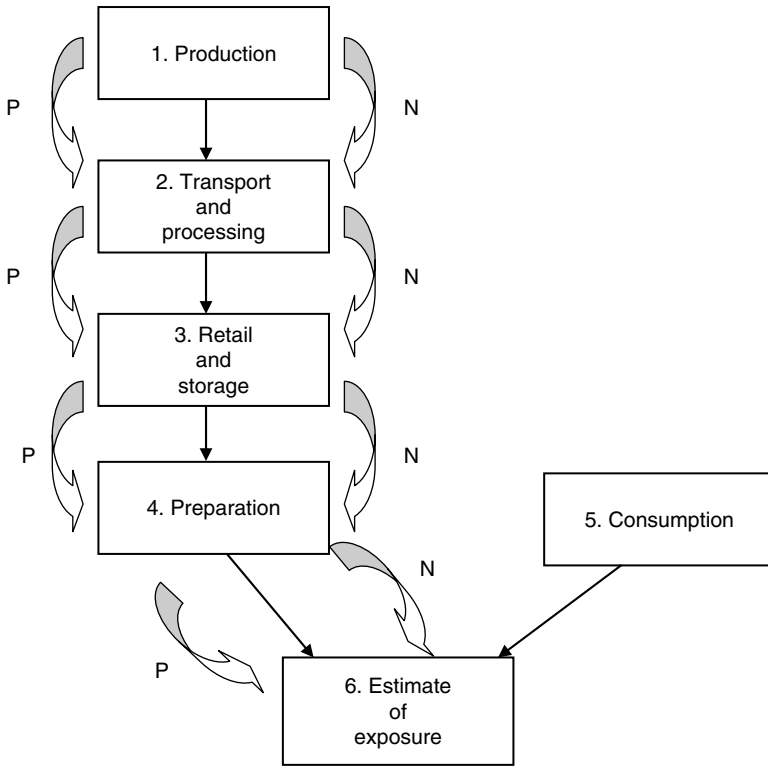 1. Production
P
N
2. Transport
and
processing
P
N
3. Retail
and
storage
P
N
4. Preparation
5. Consumption
N
P
6. Estimate
of
exposure